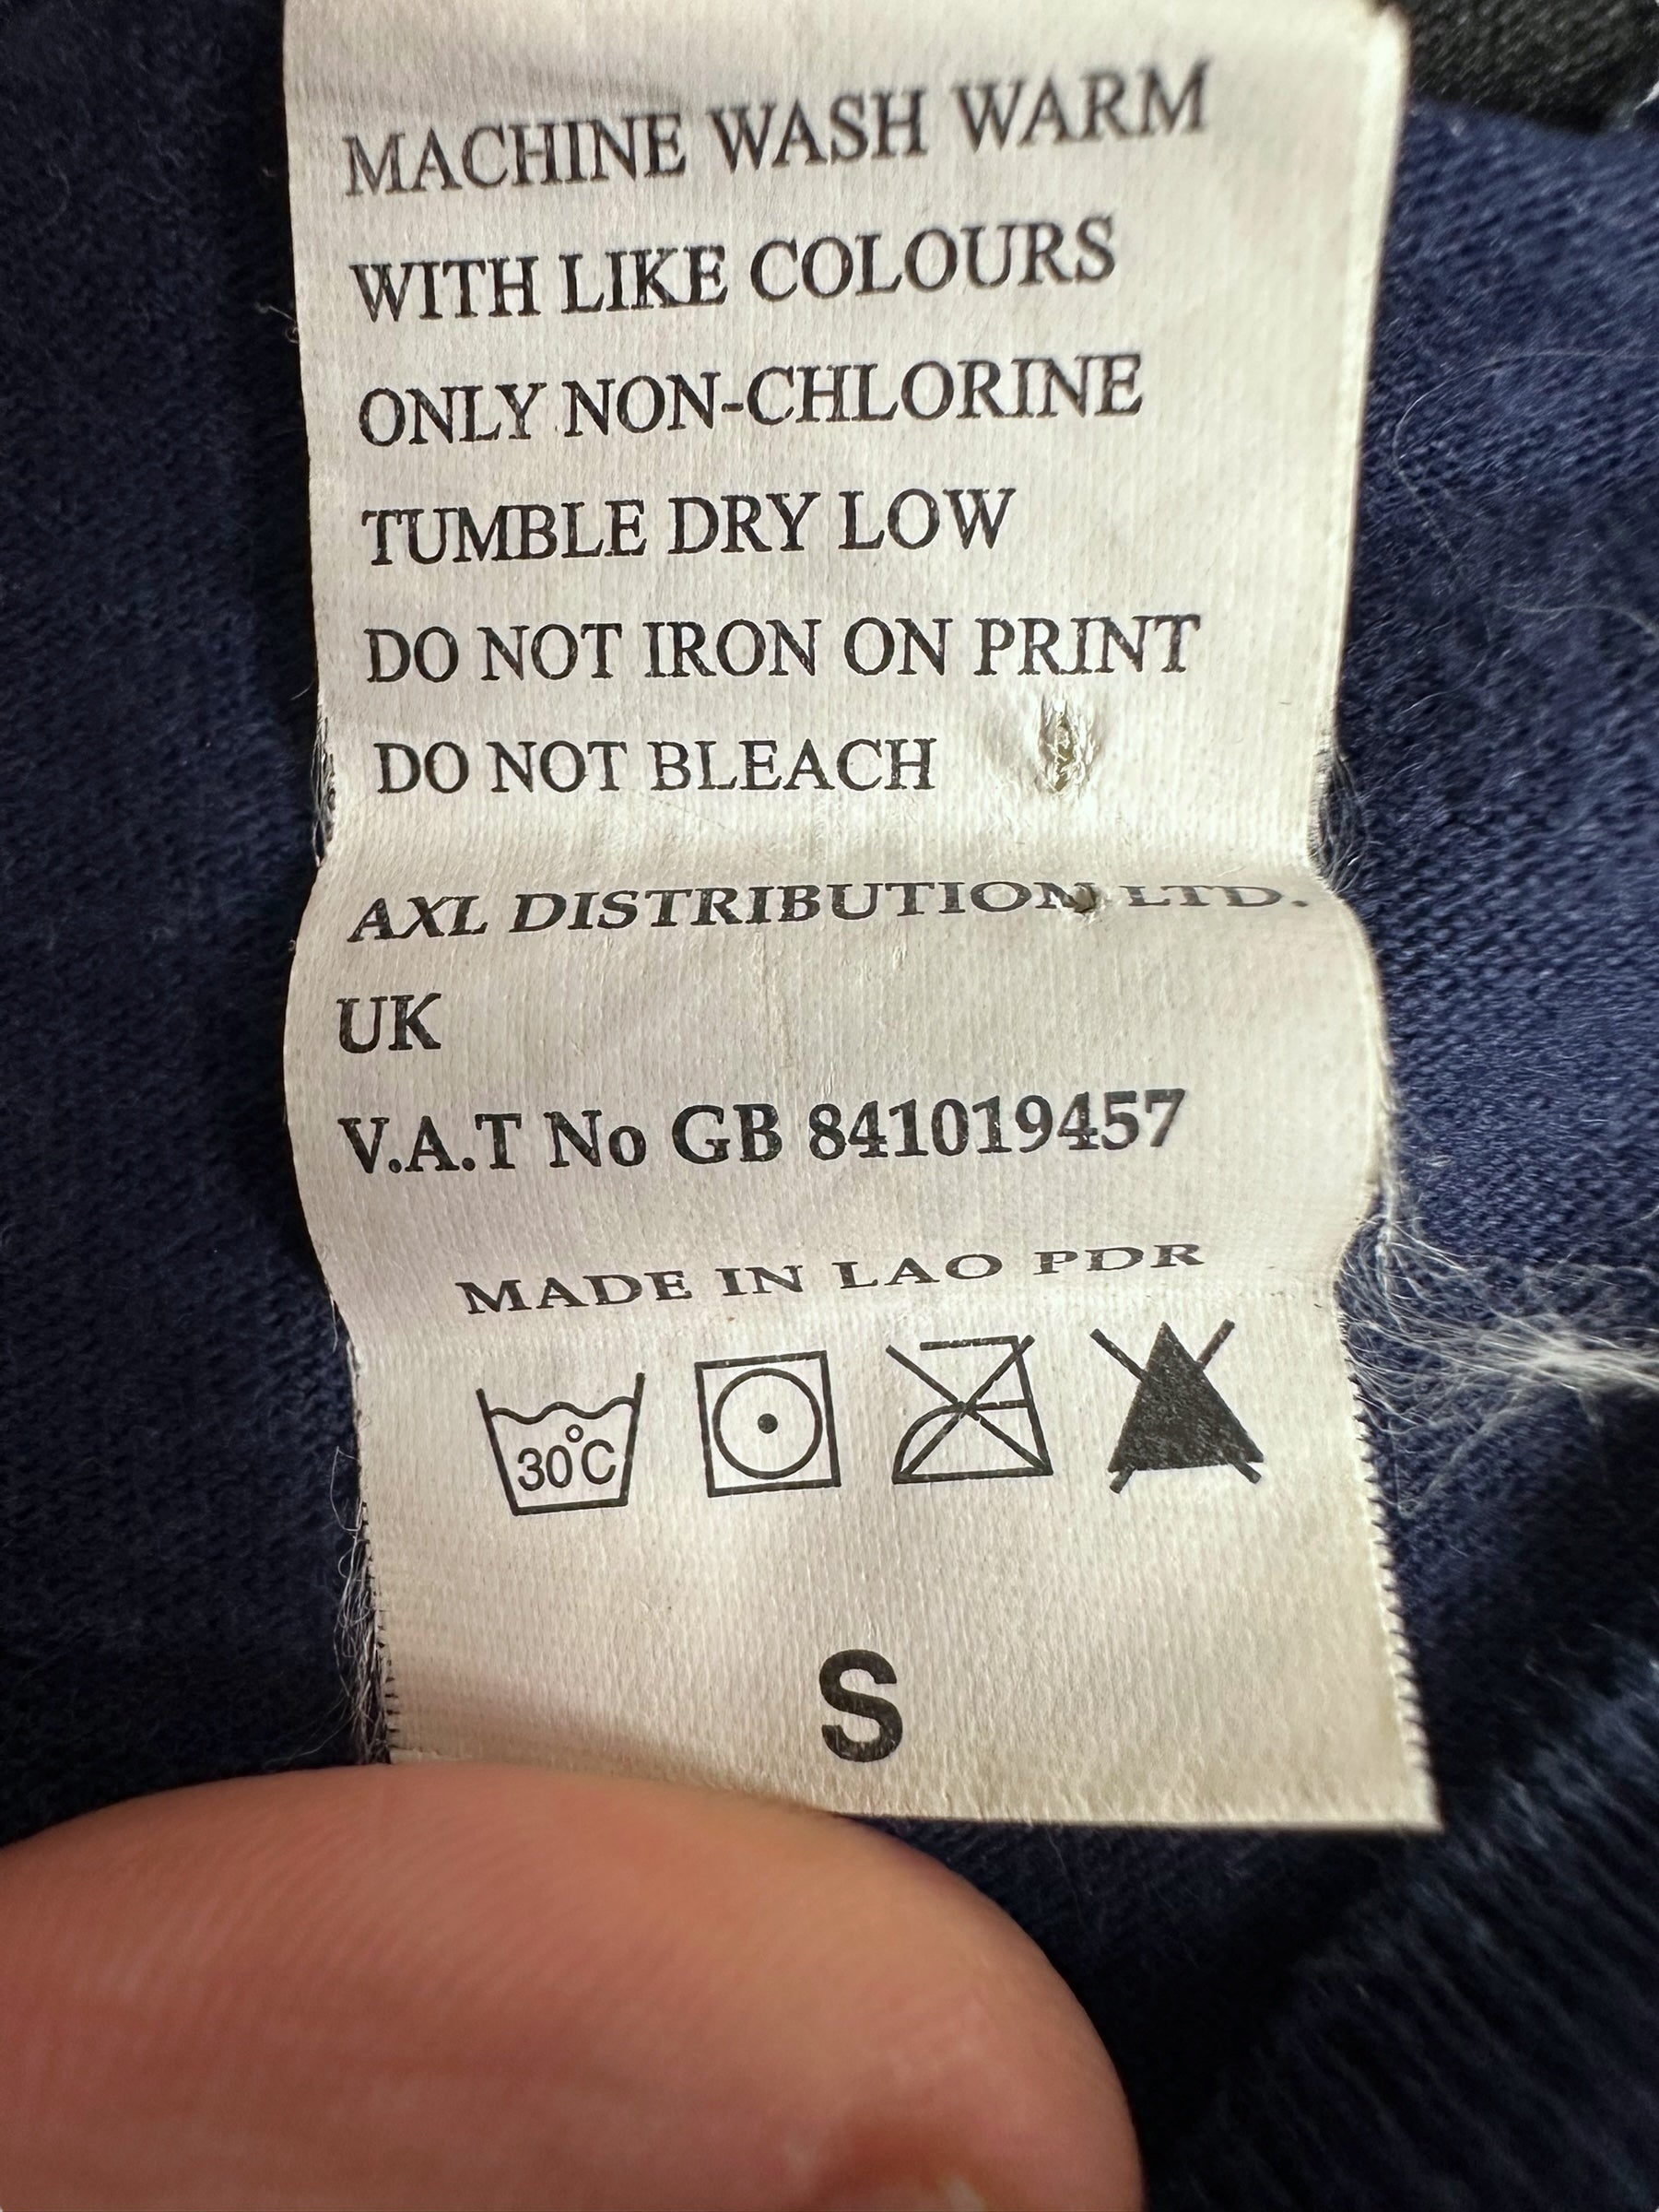 MACHINE WASH WARM
WITH LIKE COLOURS
ONLY NON-CHLORINE
TUMBLE DRY LOW
DO NOT IRON ON PRINT
DO NOT BLEACH
AXL DISTRIBUTION LTD.
UK
V.A.T No GB 841019457
MADE IN LAO PDR
30°C
S